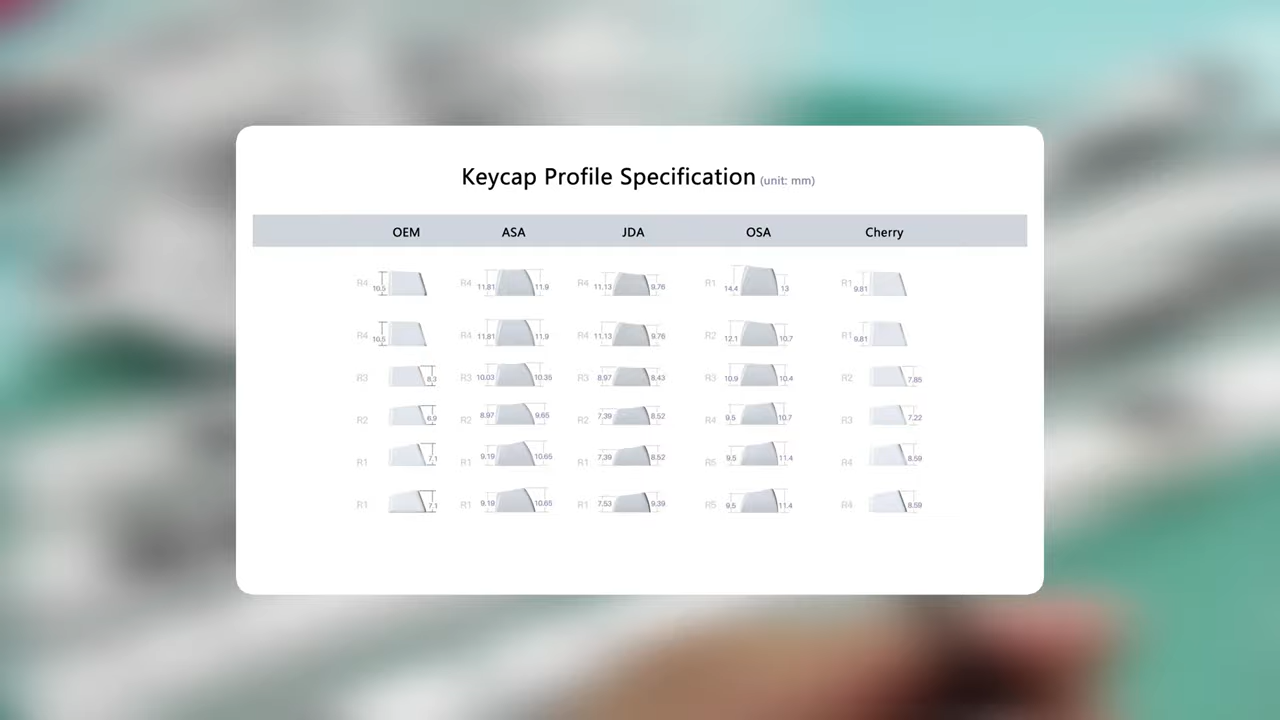 Keycap Profile Specification (unit: mm)
OEM ASA JDA OSA Cherry
R4 10.5 R4 11.81 11.9 R4 11.13 9.76 R1 14.4 13 R1 9.81
R4 10.5 R4 11.81 11.9 R4 11.13 9.76 R2 12.1 10.7 R1 9.81
R3 8.3 R3 10.03 10.35 R3 8.97 8.43 R3 10.9 10.4 R2 7.85
R2 6.9 R2 8.97 9.65 R2 7.39 8.52 R4 9.5 10.7 R3 7.22
R1 7.1 R1 9.19 10.65 R1 7.39 8.52 R5 9.5 11.4 R4 8.59
R1 7.1 R1 9.19 10.65 R1 7.53 9.39 R5 9.5 11.4 R4 8.59